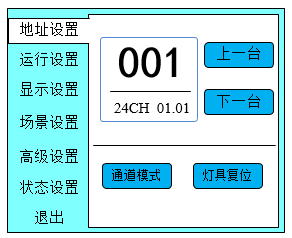 地址设置
运行设置
显示设置
场景设置
高级设置
状态设置
退出
001
24CH 01.01
上一台
下一台
通道模式
灯具复位